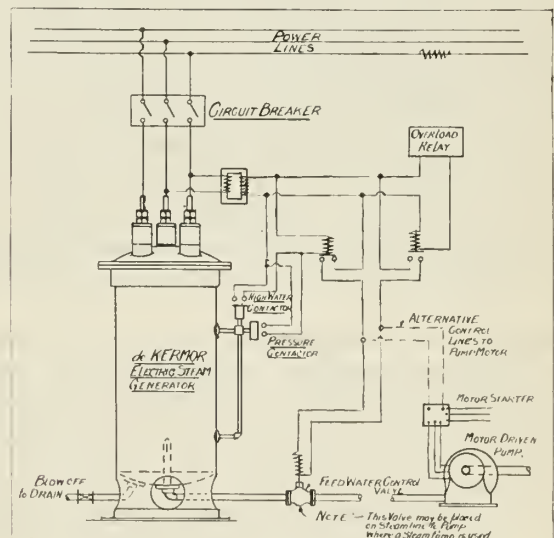 POWER
LINES
CIRCUIT BREAKER
OVERLOAD
RELAY
HIGH WATER
CONTACTOR
PRESSURE
CONTACTOR
ALTERNATIVE
CONTROL
LINES TO
PUMP MOTOR
de KERMOR
ELECTRIC STEAM
GENERATOR
MOTOR STARTER
MOTOR DRIVEN
PUMP.
BLOW OFF
to DRAIN
FEED WATER CONTROL
VALVE
NOTE :- This Valve may be placed
on Steam line to Pump
where a Steam Pump is used